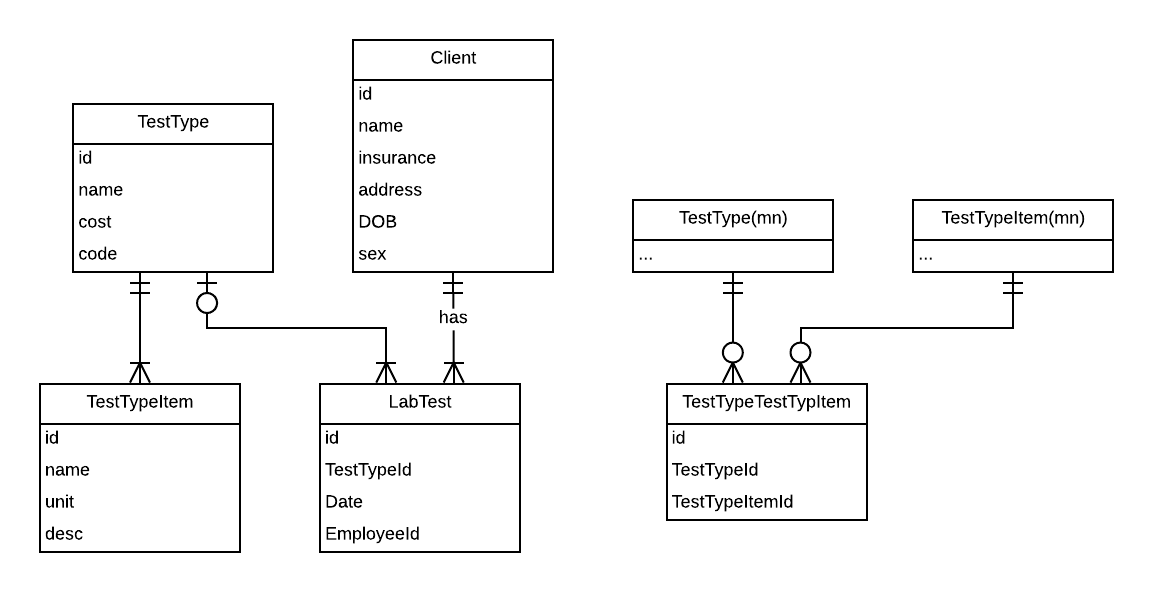 TestType
id
name
cost
code
Client
id
name
insurance
address
DOB
sex
has
TestTypeItem
id
name
unit
desc
LabTest
id
TestTypeId
Date
EmployeeId
TestType(mn)
...
TestTypeItem(mn)
...
TestTypeTestTypItem
id
TestTypeId
TestTypeItemId